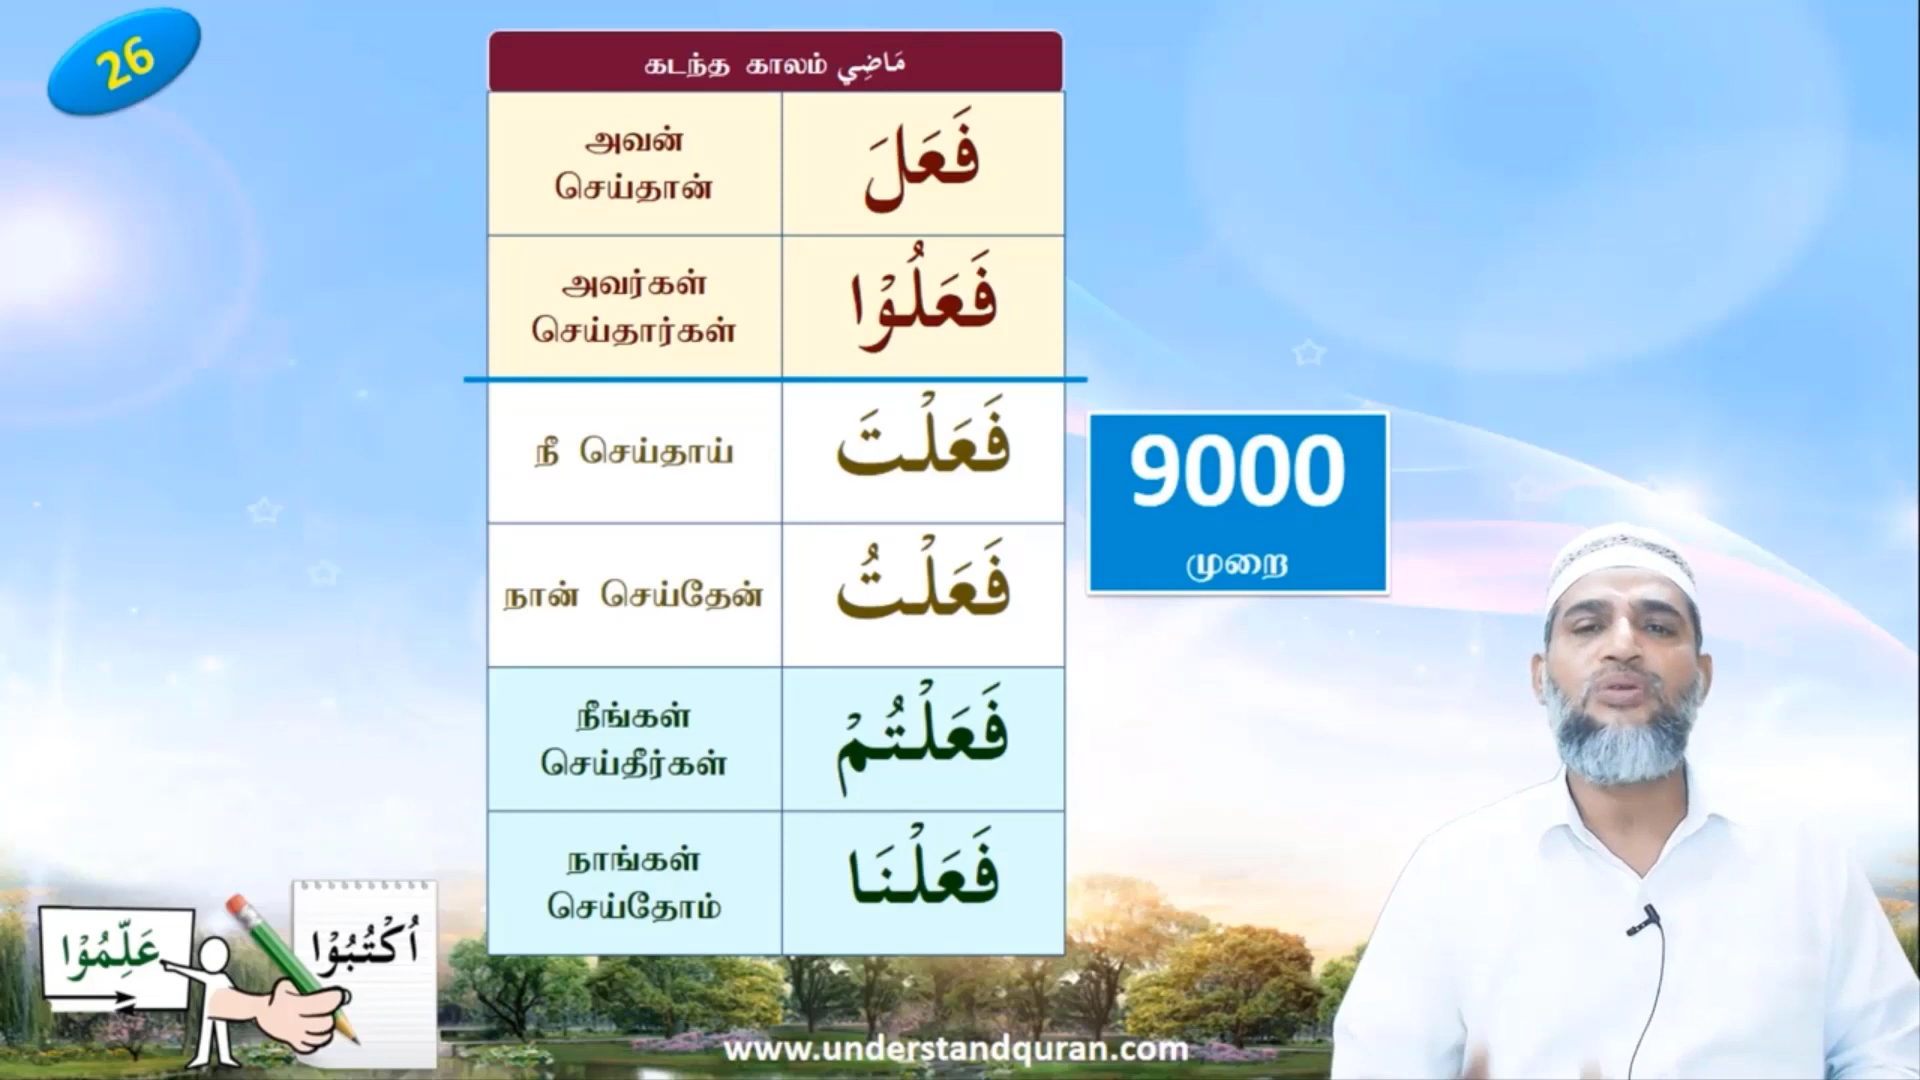 26
கடந்த காலம் مَاضِي
அவன்
செய்தான்
فَعَلَ
அவர்கள்
செய்தார்கள்
فَعَلُوْا
நீ செய்தாய்
فَعَلْتَ
நான் செய்தேன்
فَعَلْتُ
நீங்கள்
செய்தீர்கள்
فَعَلْتُمْ
நாங்கள்
செய்தோம்
فَعَلْنَا
9000
முறை
عَلِّمُوْا
اُكْتُبُوْا
www.understandquran.com